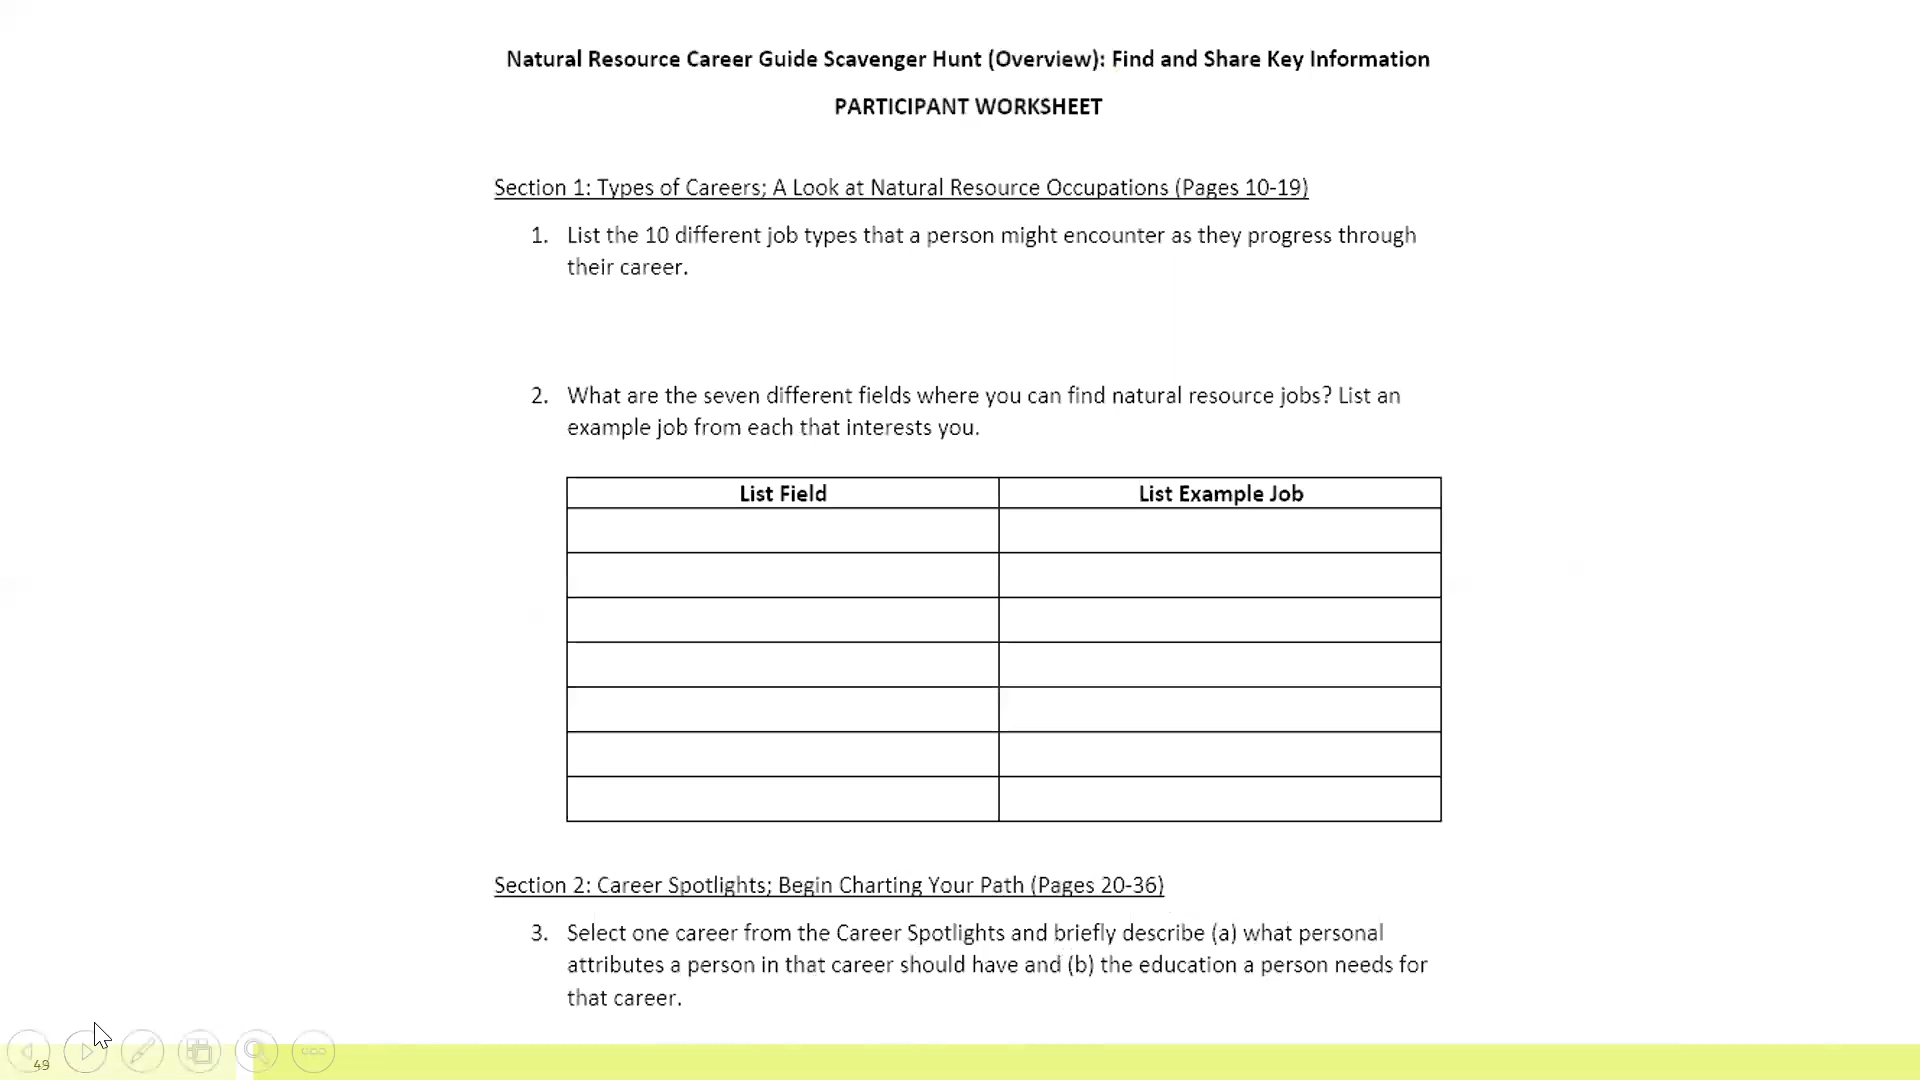 Natural Resource Career Guide Scavenger Hunt (Overview): Find and Share Key Information
PARTICIPANT WORKSHEET
Section 1: Types of Careers; A Look at Natural Resource Occupations (Pages 10-19)
1. List the 10 different job types that a person might encounter as they progress through
their career.
2. What are the seven different fields where you can find natural resource jobs? List an
example job from each that interests you.
List Field
List Example Job
Section 2: Career Spotlights; Begin Charting Your Path (Pages 20-36)
3. Select one career from the Career Spotlights and briefly describe (a) what personal
attributes a person in that career should have and (b) the education a person needs for
that career.
49